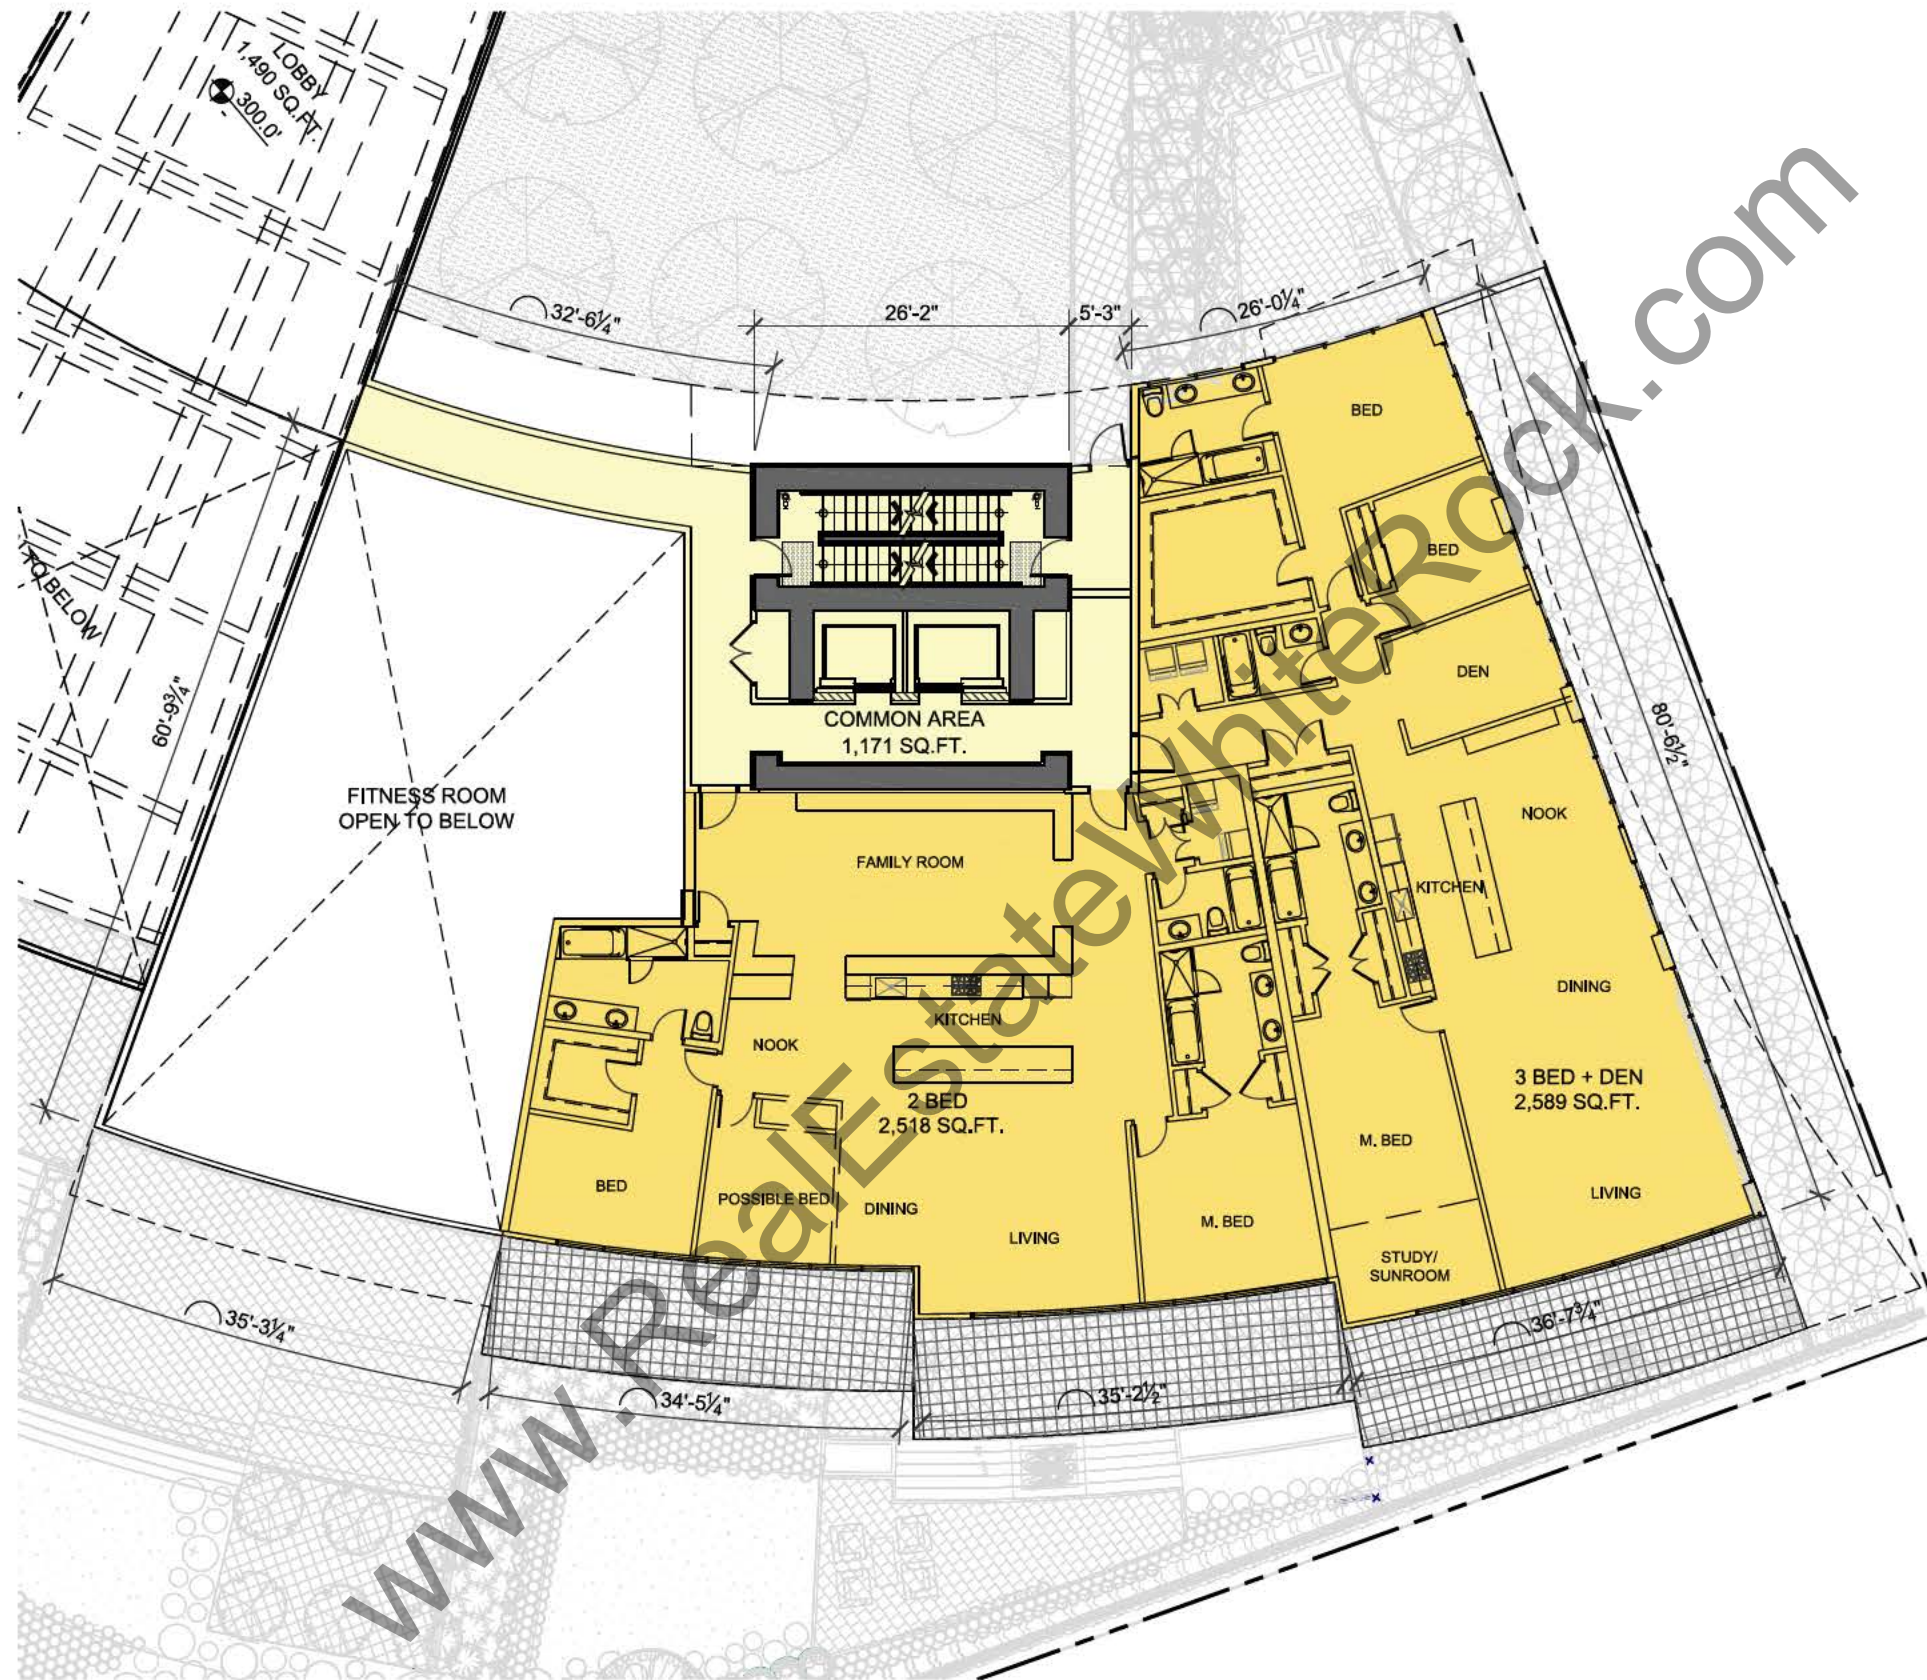 LOBBY
1,490 SQ.FT.
300.0'
TO BELOW
32'-6¼"
26'-2"
5'-3"
26'-0¼"
BED
BED
DEN
60'-9¾"
80'-6½"
COMMON AREA
1,171 SQ.FT.
FITNESS ROOM
OPEN TO BELOW
FAMILY ROOM
NOOK
KITCHEN
KITCHEN
DINING
NOOK
2 BED
2,518 SQ.FT.
3 BED + DEN
2,589 SQ.FT.
M. BED
BED
POSSIBLE BED
DINING
LIVING
M. BED
LIVING
STUDY/
SUNROOM
35'-3¼"
34'-5¼"
35'-2½"
36'-7¾"
www.RealEstateWhiteRock.com